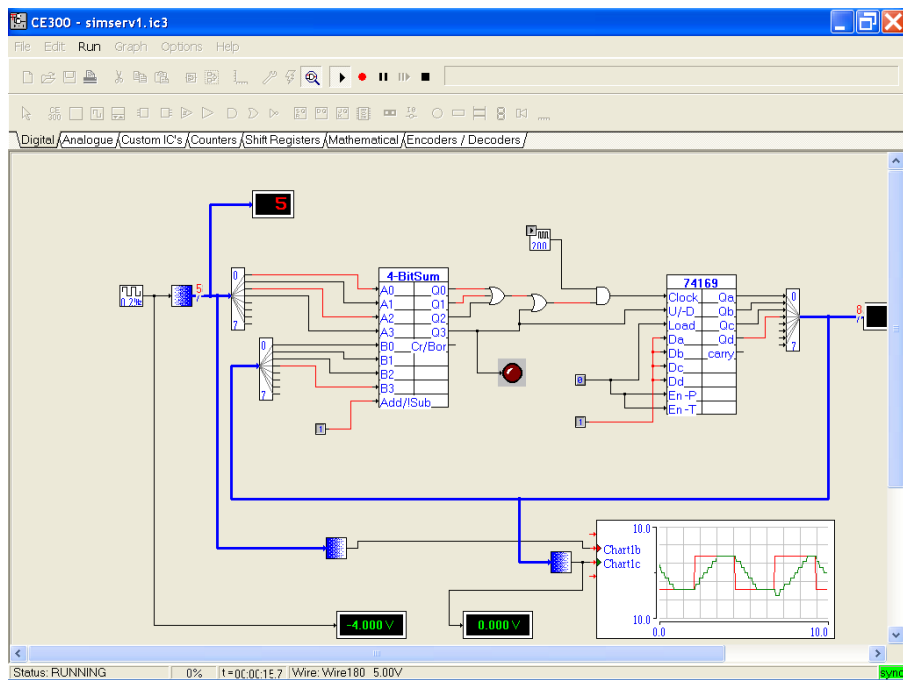 CE300 - simserv1.ic3
File Edit Run Graph Options Help
CE 300
Digital Analogue Custom IC's Counters Shift Registers Mathematical Encoders / Decoders
5
200
4-BitSum
74169
5
0
7
A0 Q0
A1 Q1
A2 Q2
A3 Q3
B0 Cr/Bor
B1
B2
B3
Add/!Sub
Clock Qa
U/-D Qb
Load Qc
Da Qd
Db carry
Dc
Dd
En-P
En-T
0
7
8
0
7
0
1
1
10.0
Chart1b
Chart1c
10.0
0.0 10.0
-4.000 V
0.000 V
Status: RUNNING 0% t=00:00:15.7 Wire: Wire180 5.00V sync